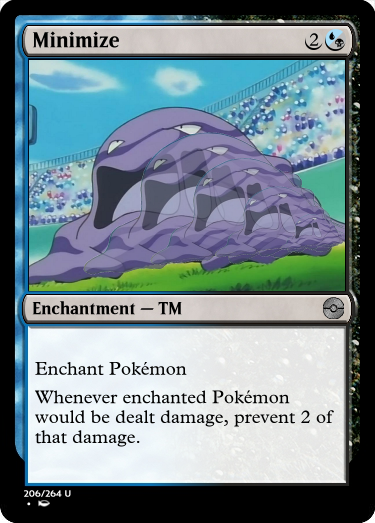 Minimize 2
Enchantment — TM
Enchant Pokémon
Whenever enchanted Pokémon
would be dealt damage, prevent 2 of
that damage.
206/264 U